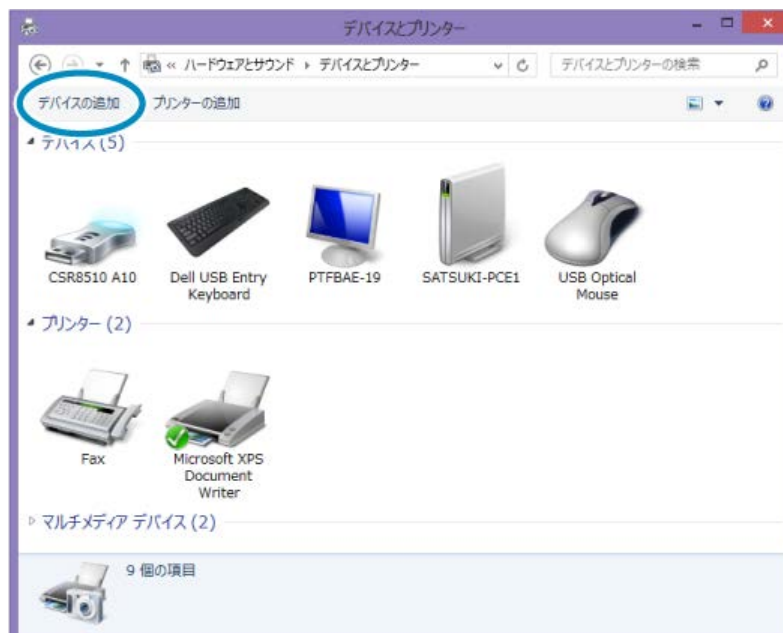 デバイスとプリンター
« ハードウェアとサウンド ▸ デバイスとプリンター
デバイスとプリンターの検索
デバイスの追加 プリンターの追加
デバイス (5)
CSR8510 A10
Dell USB Entry
Keyboard
PTFBAE-19
SATSUKI-PCE1
USB Optical
Mouse
プリンター (2)
Fax
Microsoft XPS
Document
Writer
マルチメディア デバイス (2)
9 個の項目